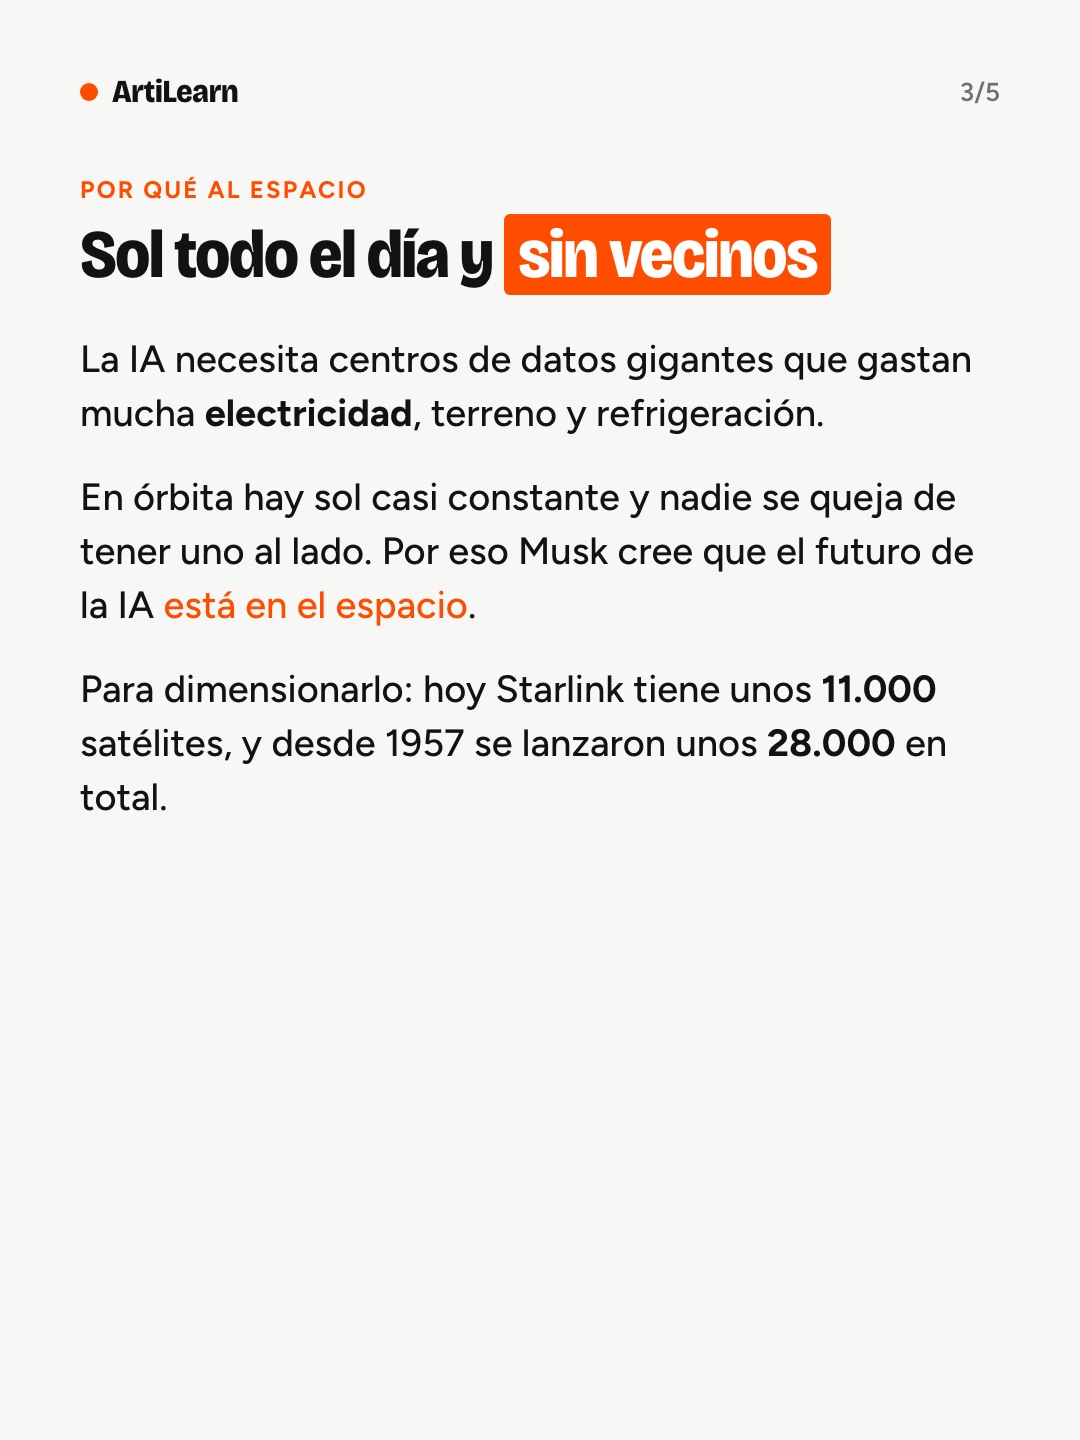 ArtiLearn
3/5
POR QUÉ AL ESPACIO
Sol todo el día y sin vecinos
La IA necesita centros de datos gigantes que gastan
mucha electricidad, terreno y refrigeración.
En órbita hay sol casi constante y nadie se queja de
tener uno al lado. Por eso Musk cree que el futuro de
la IA está en el espacio.
Para dimensionarlo: hoy Starlink tiene unos 11.000
satélites, y desde 1957 se lanzaron unos 28.000 en
total.